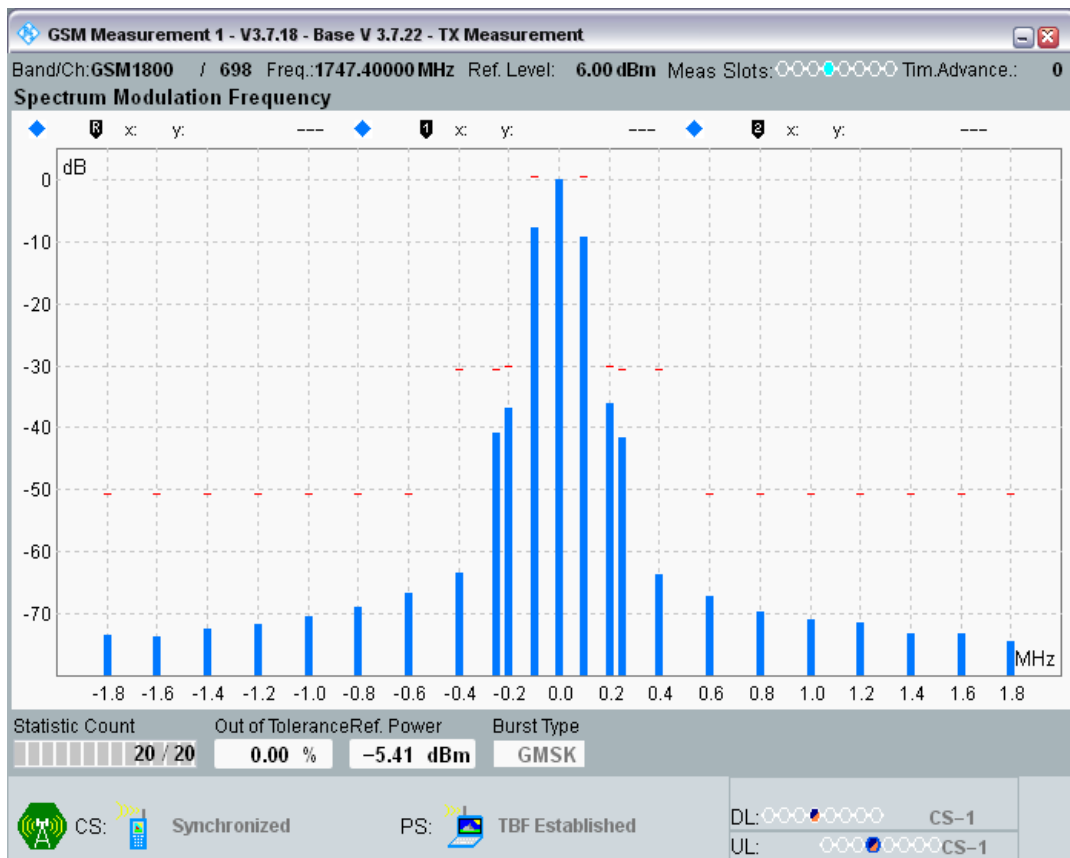 GSM Measurement 1 - V3.7.18 - Base V 3.7.22 - TX Measurement
Band/Ch:GSM1800 / 698 Freq.:1747.40000 MHz Ref. Level: 6.00 dBm Meas Slots: Tim.Advance.: 0
Spectrum Modulation Frequency
R x: y: --- 1 x: y: --- 2 x: y: ---
dB
0
-10
-20
-30
-40
-50
-60
-70
MHz
-1.8 -1.6 -1.4 -1.2 -1.0 -0.8 -0.6 -0.4 -0.2 0.0 0.2 0.4 0.6 0.8 1.0 1.2 1.4 1.6 1.8
Statistic Count Out of Tolerance Ref. Power Burst Type
20 / 20 0.00 % −5.41 dBm GMSK
CS: Synchronized PS: TBF Established
DL: CS−1
UL: CS−1